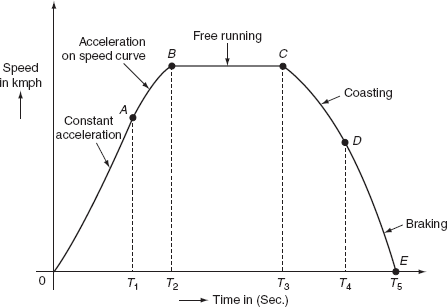 Speed
in kmph
Acceleration
on speed curve
B
Free running
C
Coasting
A
Constant
acceleration
D
Braking
E
0
T1
T2
T3
T4
T5
Time in (Sec.)